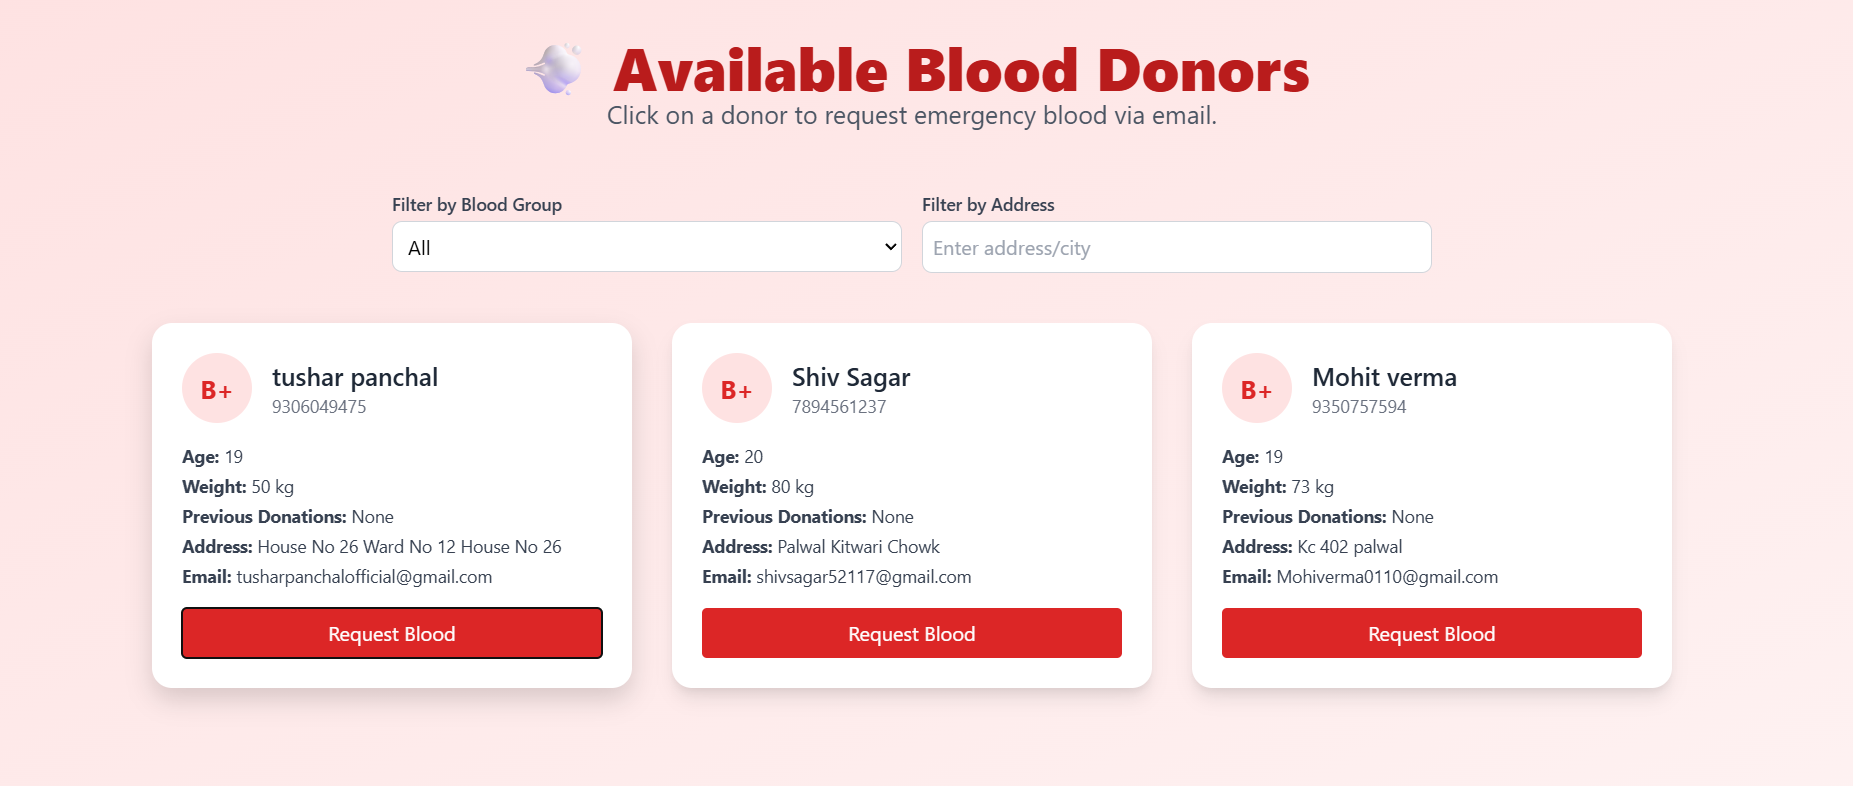 Available Blood Donors
Click on a donor to request emergency blood via email.
Filter by Blood Group
All
Filter by Address
Enter address/city
B+
tushar panchal
9306049475
Age: 19
Weight: 50 kg
Previous Donations: None
Address: House No 26 Ward No 12 House No 26
Email: tusharpanchalofficial@gmail.com
Request Blood
B+
Shiv Sagar
7894561237
Age: 20
Weight: 80 kg
Previous Donations: None
Address: Palwal Kitwari Chowk
Email: shivsagar52117@gmail.com
Request Blood
B+
Mohit verma
9350757594
Age: 19
Weight: 73 kg
Previous Donations: None
Address: Kc 402 palwal
Email: Mohiverma0110@gmail.com
Request Blood